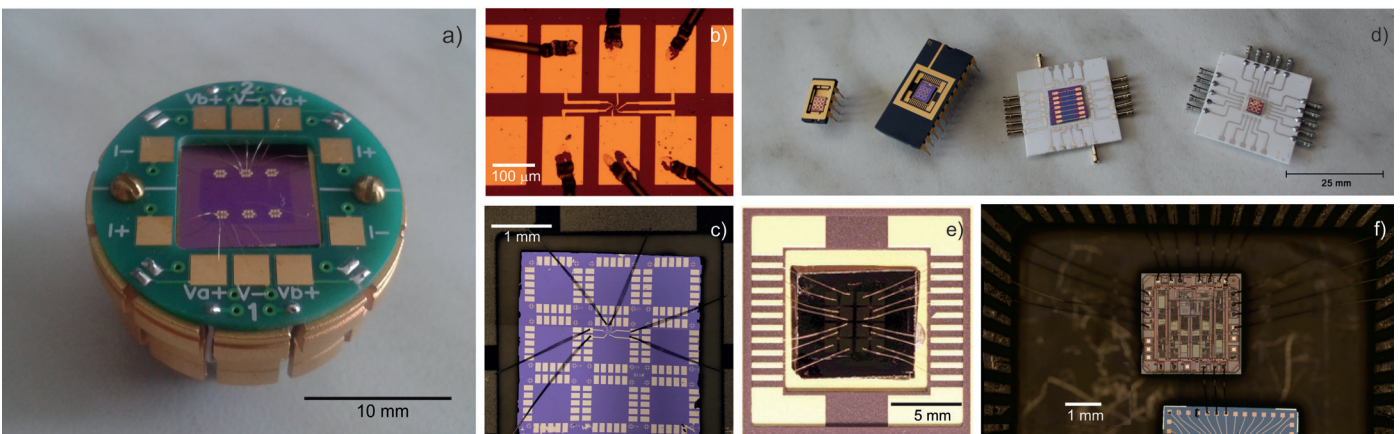 a)
2
Vb+ V- Va+
I- I+
I+ I-
Va+ V- Vb+
1
10 mm
b)
100 μm
c)
1 mm
d)
25 mm
e)
5 mm
f)
1 mm